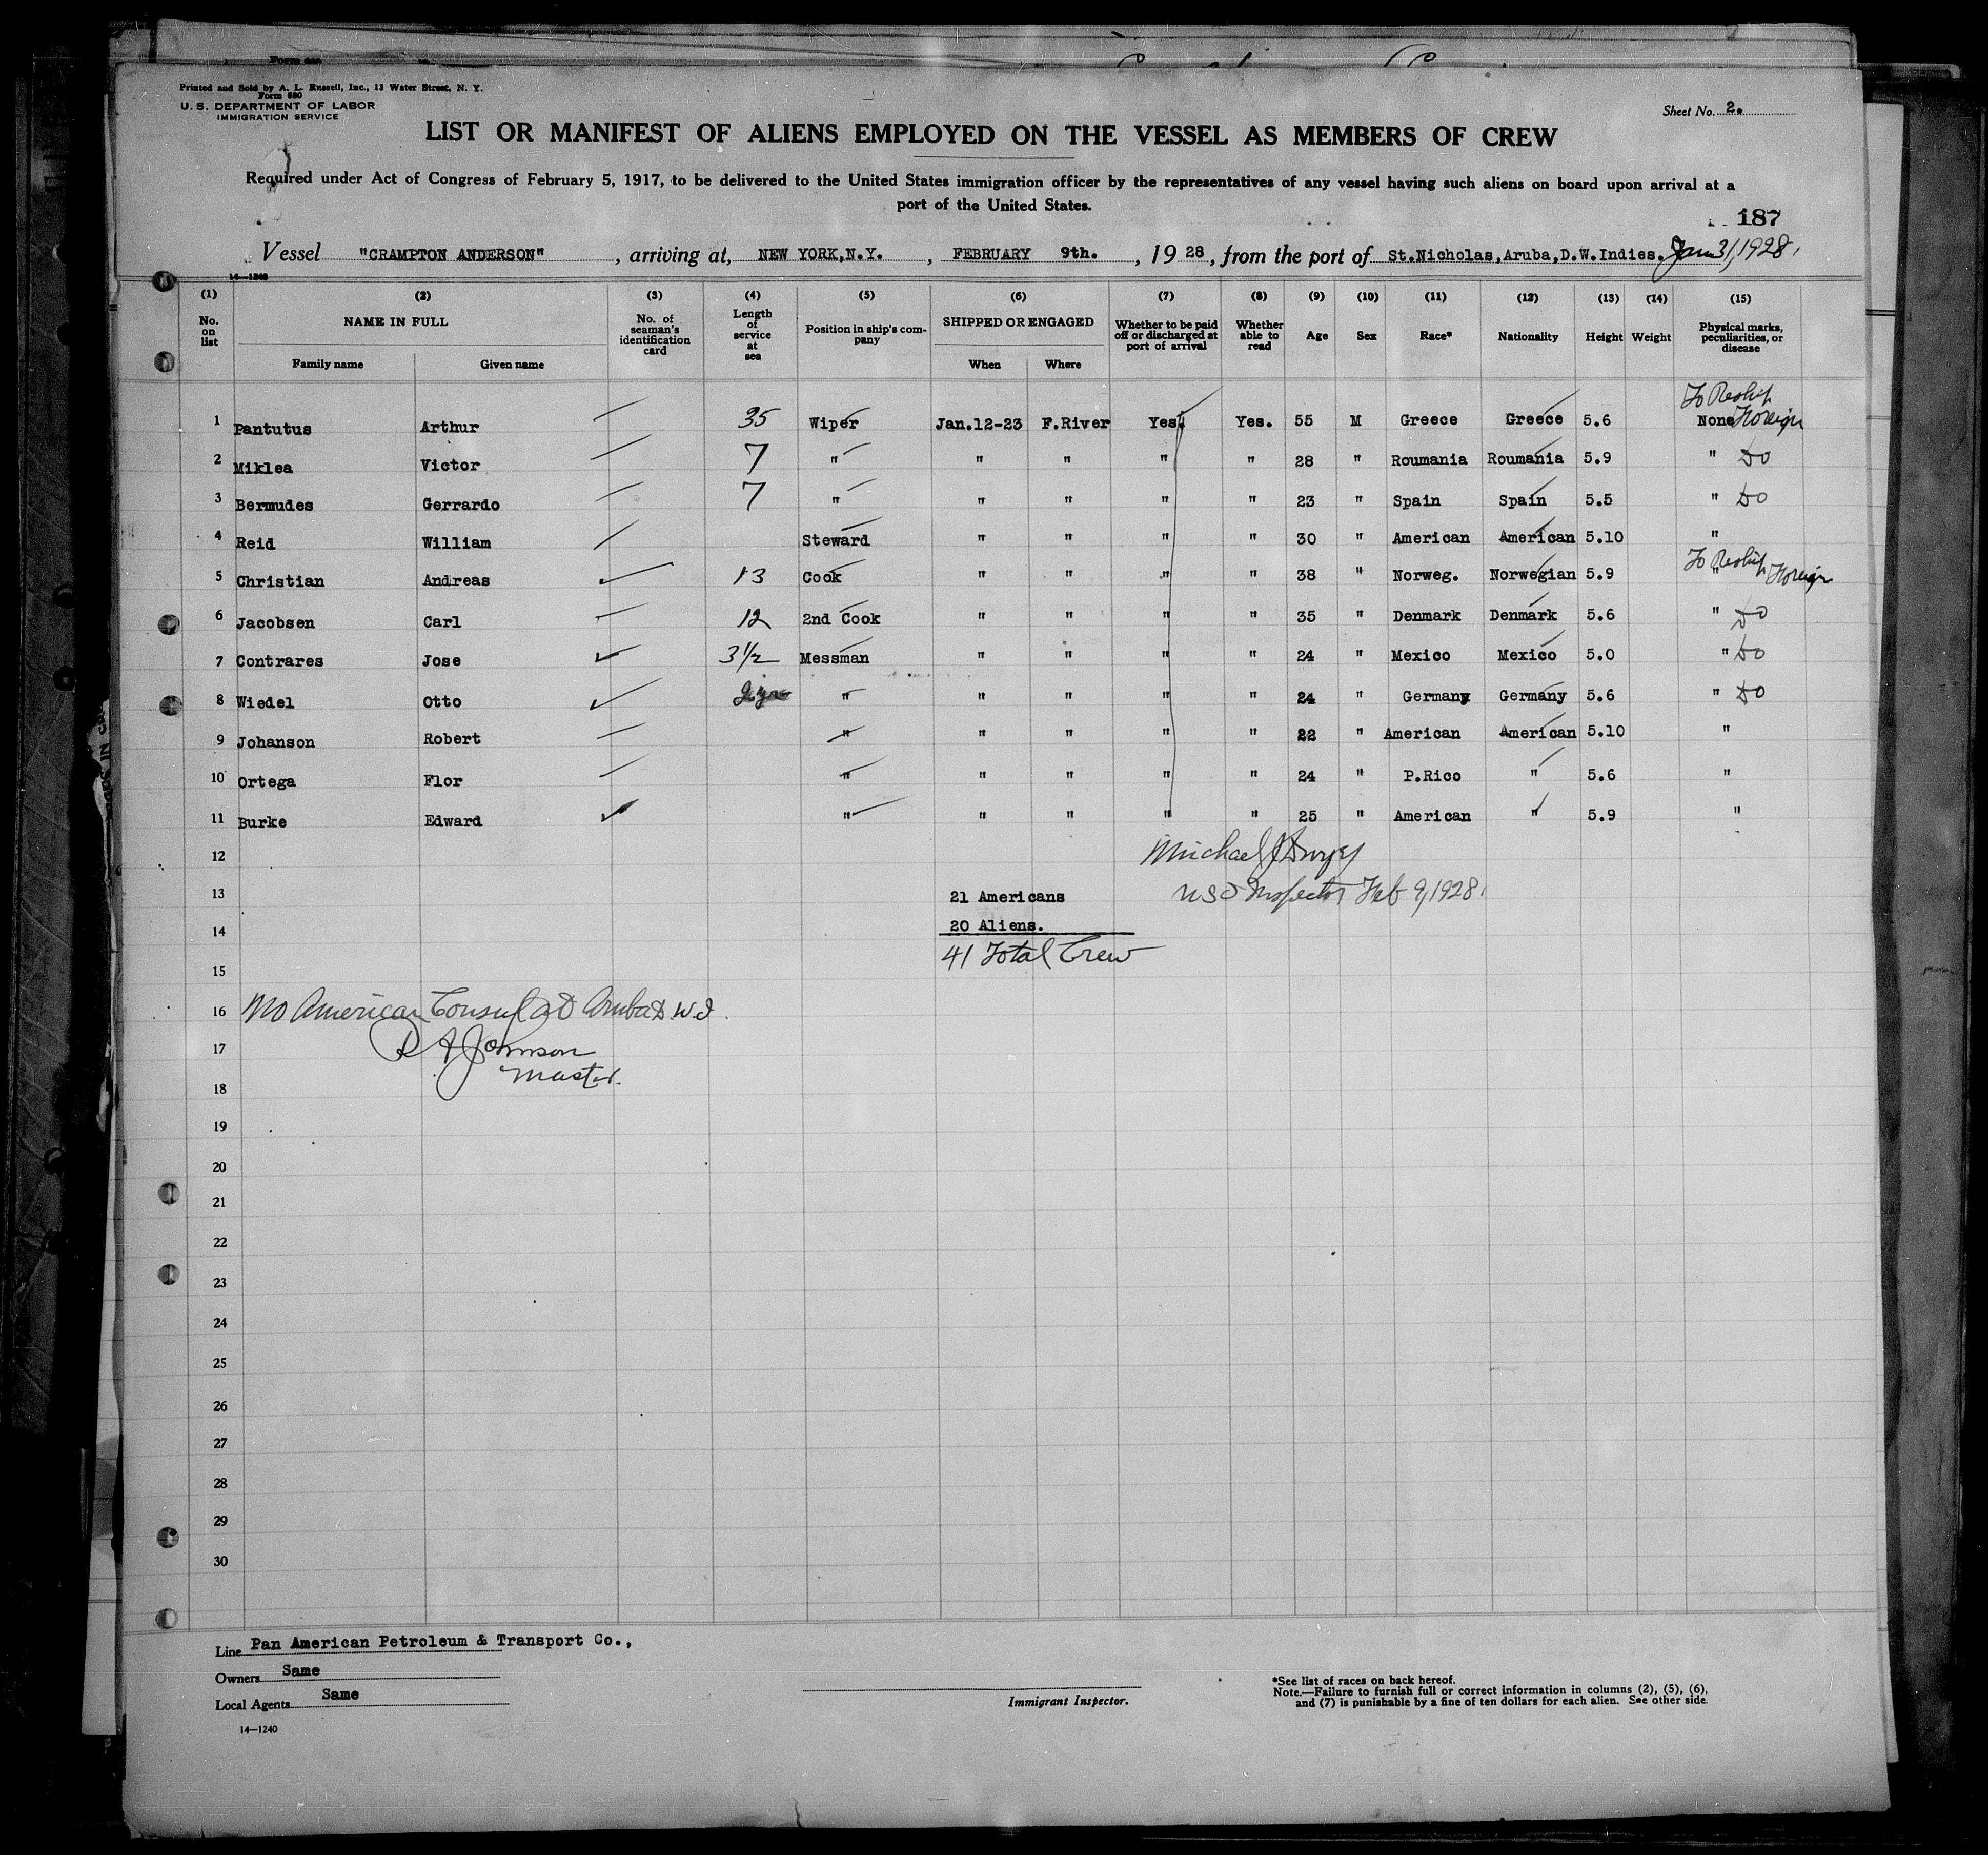 Printed and Sold by A. L. Russell, Inc., 13 Water Street, N. Y.
Form 680
U. S. DEPARTMENT OF LABOR
IMMIGRATION SERVICE
Sheet No. 2.
LIST OR MANIFEST OF ALIENS EMPLOYED ON THE VESSEL AS MEMBERS OF CREW
Required under Act of Congress of February 5, 1917, to be delivered to the United States immigration officer by the representatives of any vessel having such aliens on board upon arrival at a
port of the United States.
187
Vessel "CRAMPTON ANDERSON", arriving at, NEW YORK,N.Y., FEBRUARY 9th., 1928, from the port of St.Nicholas,Aruba,D.W.Indies. Jan 31, 1928.
14—1240
(1) (2) (3) (4) (5) (6) (7) (8) (9) (10) (11) (12) (13) (14) (15)
No. on list NAME IN FULL Family name Given name No. of seaman's identification card Length of service at sea Position in ship's company SHIPPED OR ENGAGED When Where Whether to be paid off or discharged at port of arrival Whether able to read Age Sex Race* Nationality Height Weight Physical marks, peculiarities, or disease
To Reship
1 Pantutus Arthur 35 Wiper Jan.12-23 F.River Yes. Yes. 55 M Greece Greece 5.6 None Foreign
2 Miklea Victor 7 " " " " " 28 " Roumania Roumania 5.9 " Do
3 Bermudes Gerrardo 7 " " " " " 23 " Spain Spain 5.5 " Do
4 Reid William Steward " " " " 30 " American American 5.10 "
To Reship Foreign
5 Christian Andreas 13 Cook " " " " 38 " Norweg. Norwegian 5.9 "
6 Jacobsen Carl 12 2nd Cook " " " " 35 " Denmark Denmark 5.6 " Do
7 Contrares Jose 3 1/2 Messman " " " " 24 " Mexico Mexico 5.0 " Do
8 Wiedel Otto " " " " " 24 " Germany Germany 5.6 " Do
9 Johanson Robert " " " " " 22 " American American 5.10 "
10 Ortega Flor " " " " " 24 " P.Rico " 5.6 "
11 Burke Edward " " " " " 25 " American " 5.9 "
12 Michael J
13 21 Americans Inspector Feb 9, 1928.
14 20 Aliens.
41 Total Crew
15
16 No American Consul at Aruba D W.I.
17 Johnson
Master.
18
19
20
21
22
23
24
25
26
27
28
29
30
Line Pan American Petroleum & Transport Co.,
Owners Same
Local Agents Same
14—1240
Immigrant Inspector.
*See list of races on back hereof.
Note.—Failure to furnish full or correct information in columns (2), (5), (6),
and (7) is punishable by a fine of ten dollars for each alien. See other side.